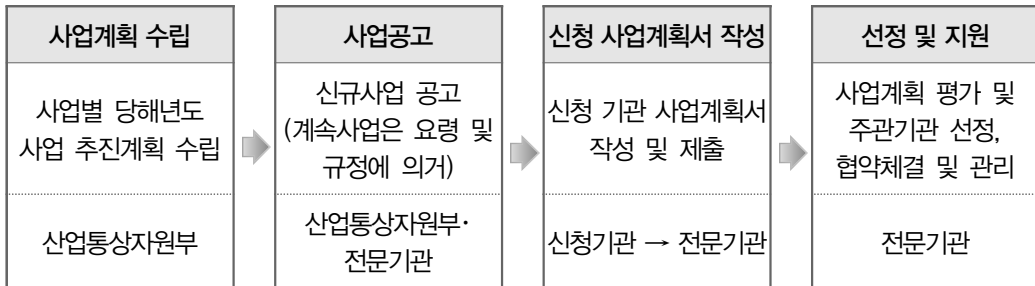 사업계획 수립
사업별 당해년도
사업 추진계획 수립
산업통상자원부
사업공고
신규사업 공고
(계속사업은 요령 및
규정에 의거)
산업통상자원부·
전문기관
신청 사업계획서 작성
신청 기관 사업계획서
작성 및 제출
신청기관 → 전문기관
선정 및 지원
사업계획 평가 및
주관기관 선정,
협약체결 및 관리
전문기관